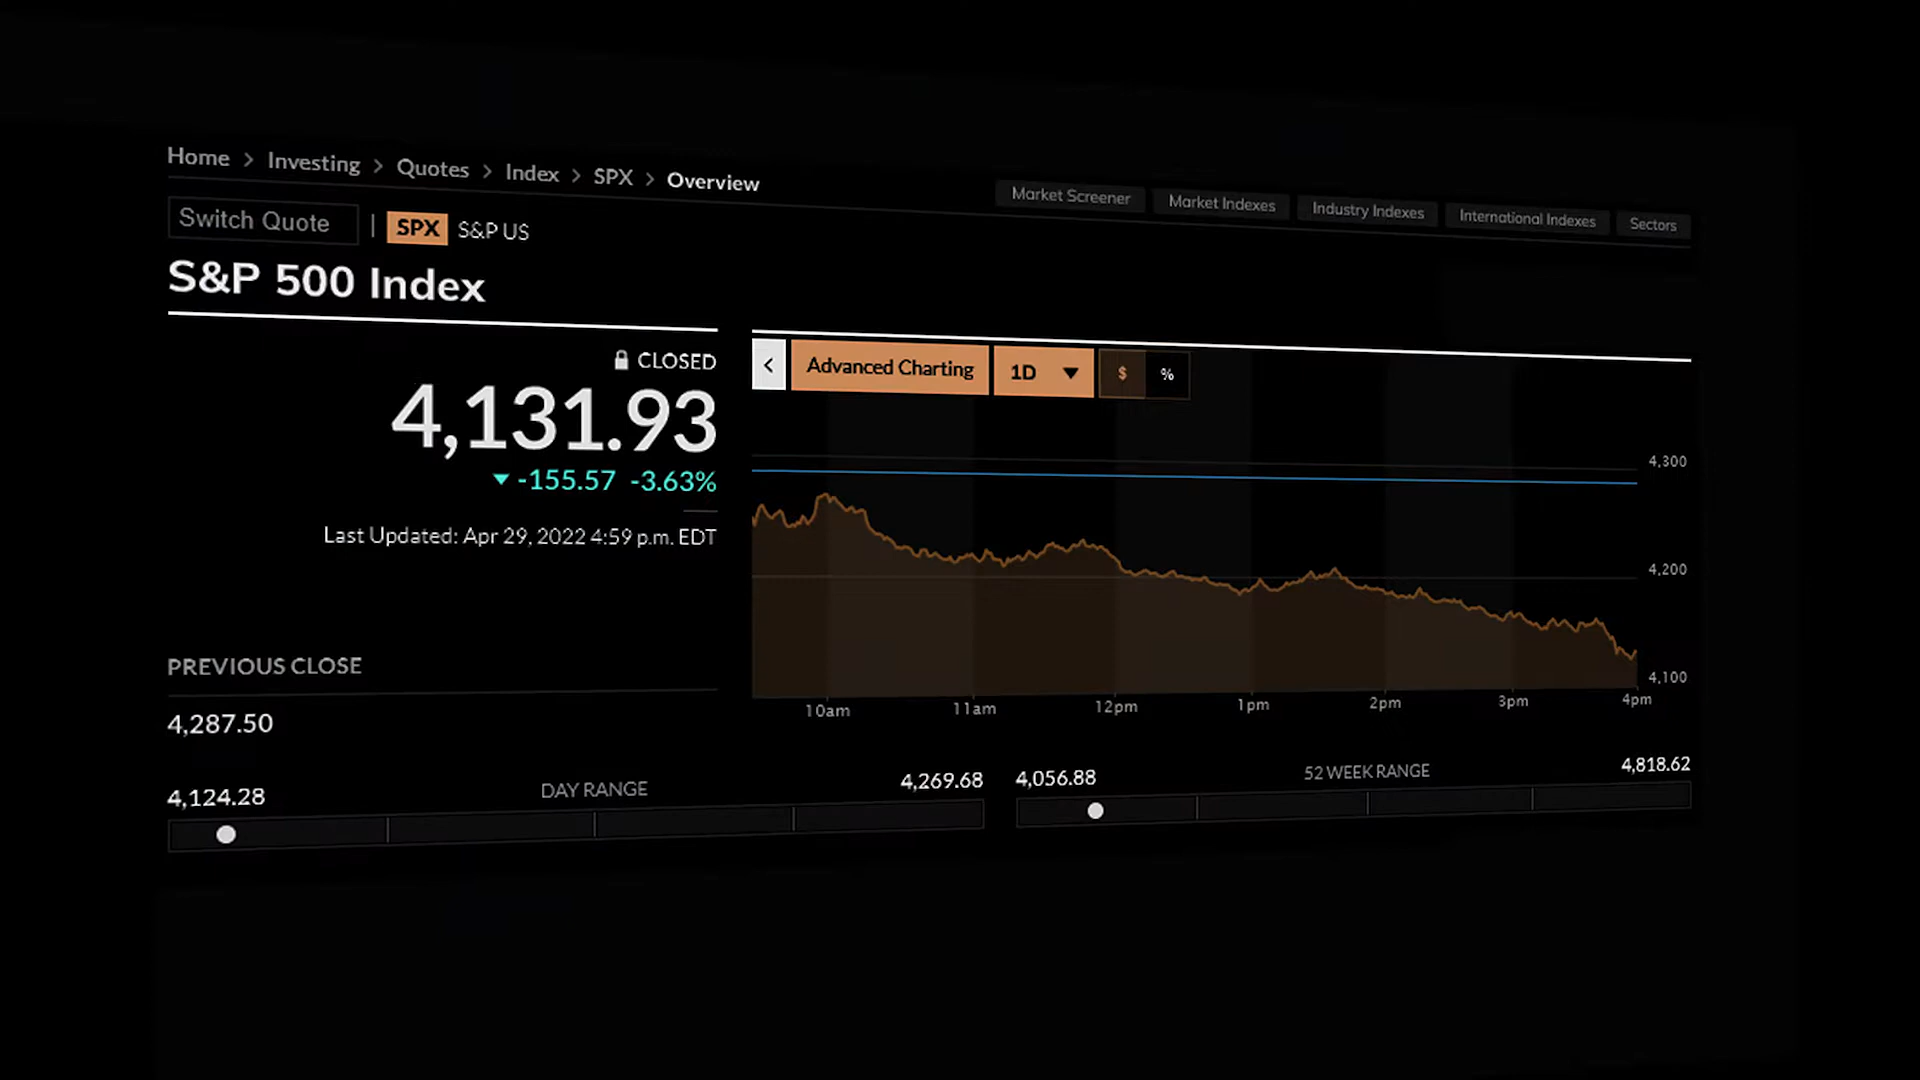 Home > Investing > Quotes > Index > SPX > Overview
Market Screener Market Indexes Industry Indexes International Indexes Sectors
Switch Quote | SPX S&P US
S&P 500 Index
CLOSED
4,131.93
-155.57 -3.63%
Last Updated: Apr 29, 2022 4:59 p.m. EDT
< Advanced Charting 1D $ %
4,300
4,200
4,100
10am 11am 12pm 1pm 2pm 3pm 4pm
PREVIOUS CLOSE
4,287.50
4,124.28 DAY RANGE 4,269.68
4,056.88 52 WEEK RANGE 4,818.62